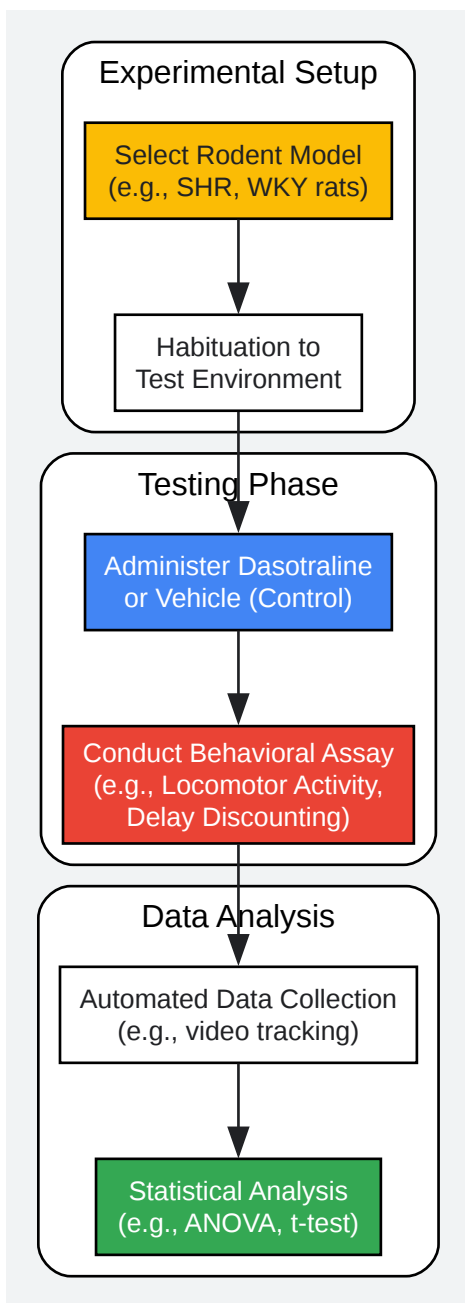 Experimental Setup
Select Rodent Model
(e.g., SHR, WKY rats)
Habituation to
Test Environment
Testing Phase
Administer Dasotraline
or Vehicle (Control)
Conduct Behavioral Assay
(e.g., Locomotor Activity,
Delay Discounting)
Data Analysis
Automated Data Collection
(e.g., video tracking)
Statistical Analysis
(e.g., ANOVA, t-test)